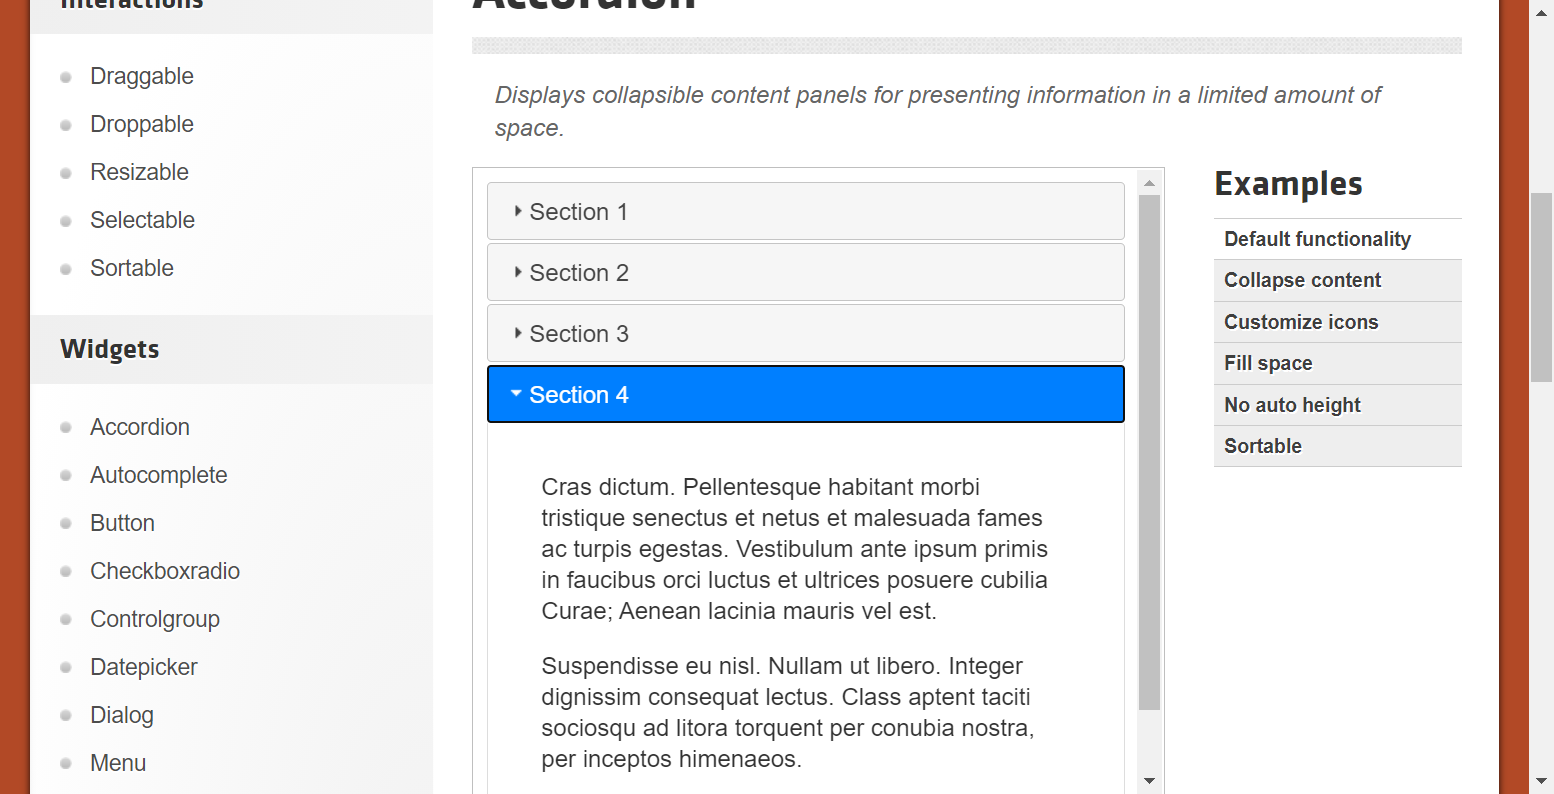 Interactions
Draggable
Droppable
Resizable
Selectable
Sortable
Widgets
Accordion
Autocomplete
Button
Checkboxradio
Controlgroup
Datepicker
Dialog
Menu
Accordion
Displays collapsible content panels for presenting information in a limited amount of
space.
Section 1
Section 2
Section 3
Section 4
Cras dictum. Pellentesque habitant morbi
tristique senectus et netus et malesuada fames
ac turpis egestas. Vestibulum ante ipsum primis
in faucibus orci luctus et ultrices posuere cubilia
Curae; Aenean lacinia mauris vel est.
Suspendisse eu nisl. Nullam ut libero. Integer
dignissim consequat lectus. Class aptent taciti
sociosqu ad litora torquent per conubia nostra,
per inceptos himenaeos.
Examples
Default functionality
Collapse content
Customize icons
Fill space
No auto height
Sortable